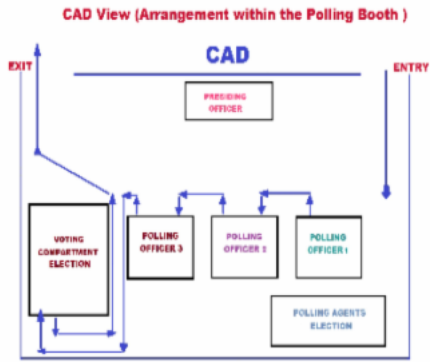 CAD View (Arrangement within the Polling Booth )
CAD
EXIT
ENTRY
PRESIDING
OFFICER
VOTING
COMPARTMENT
ELECTION
POLLING
OFFICER 3
POLLING
OFFICER 2
POLLING
OFFICER 1
POLLING AGENTS
ELECTION